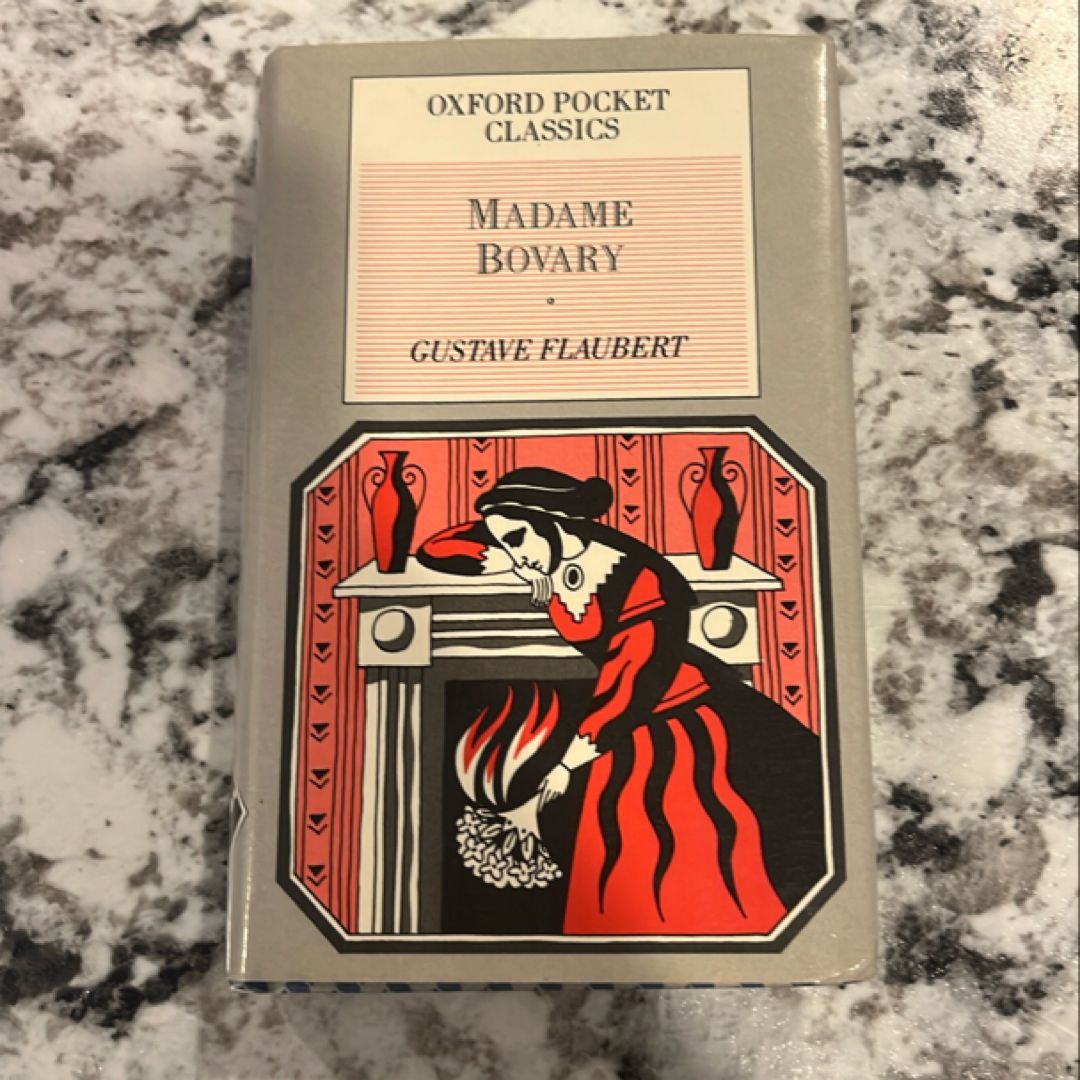 OXFORD POCKET
CLASSICS
MADAME
BOVARY
GUSTAVE FLAUBERT